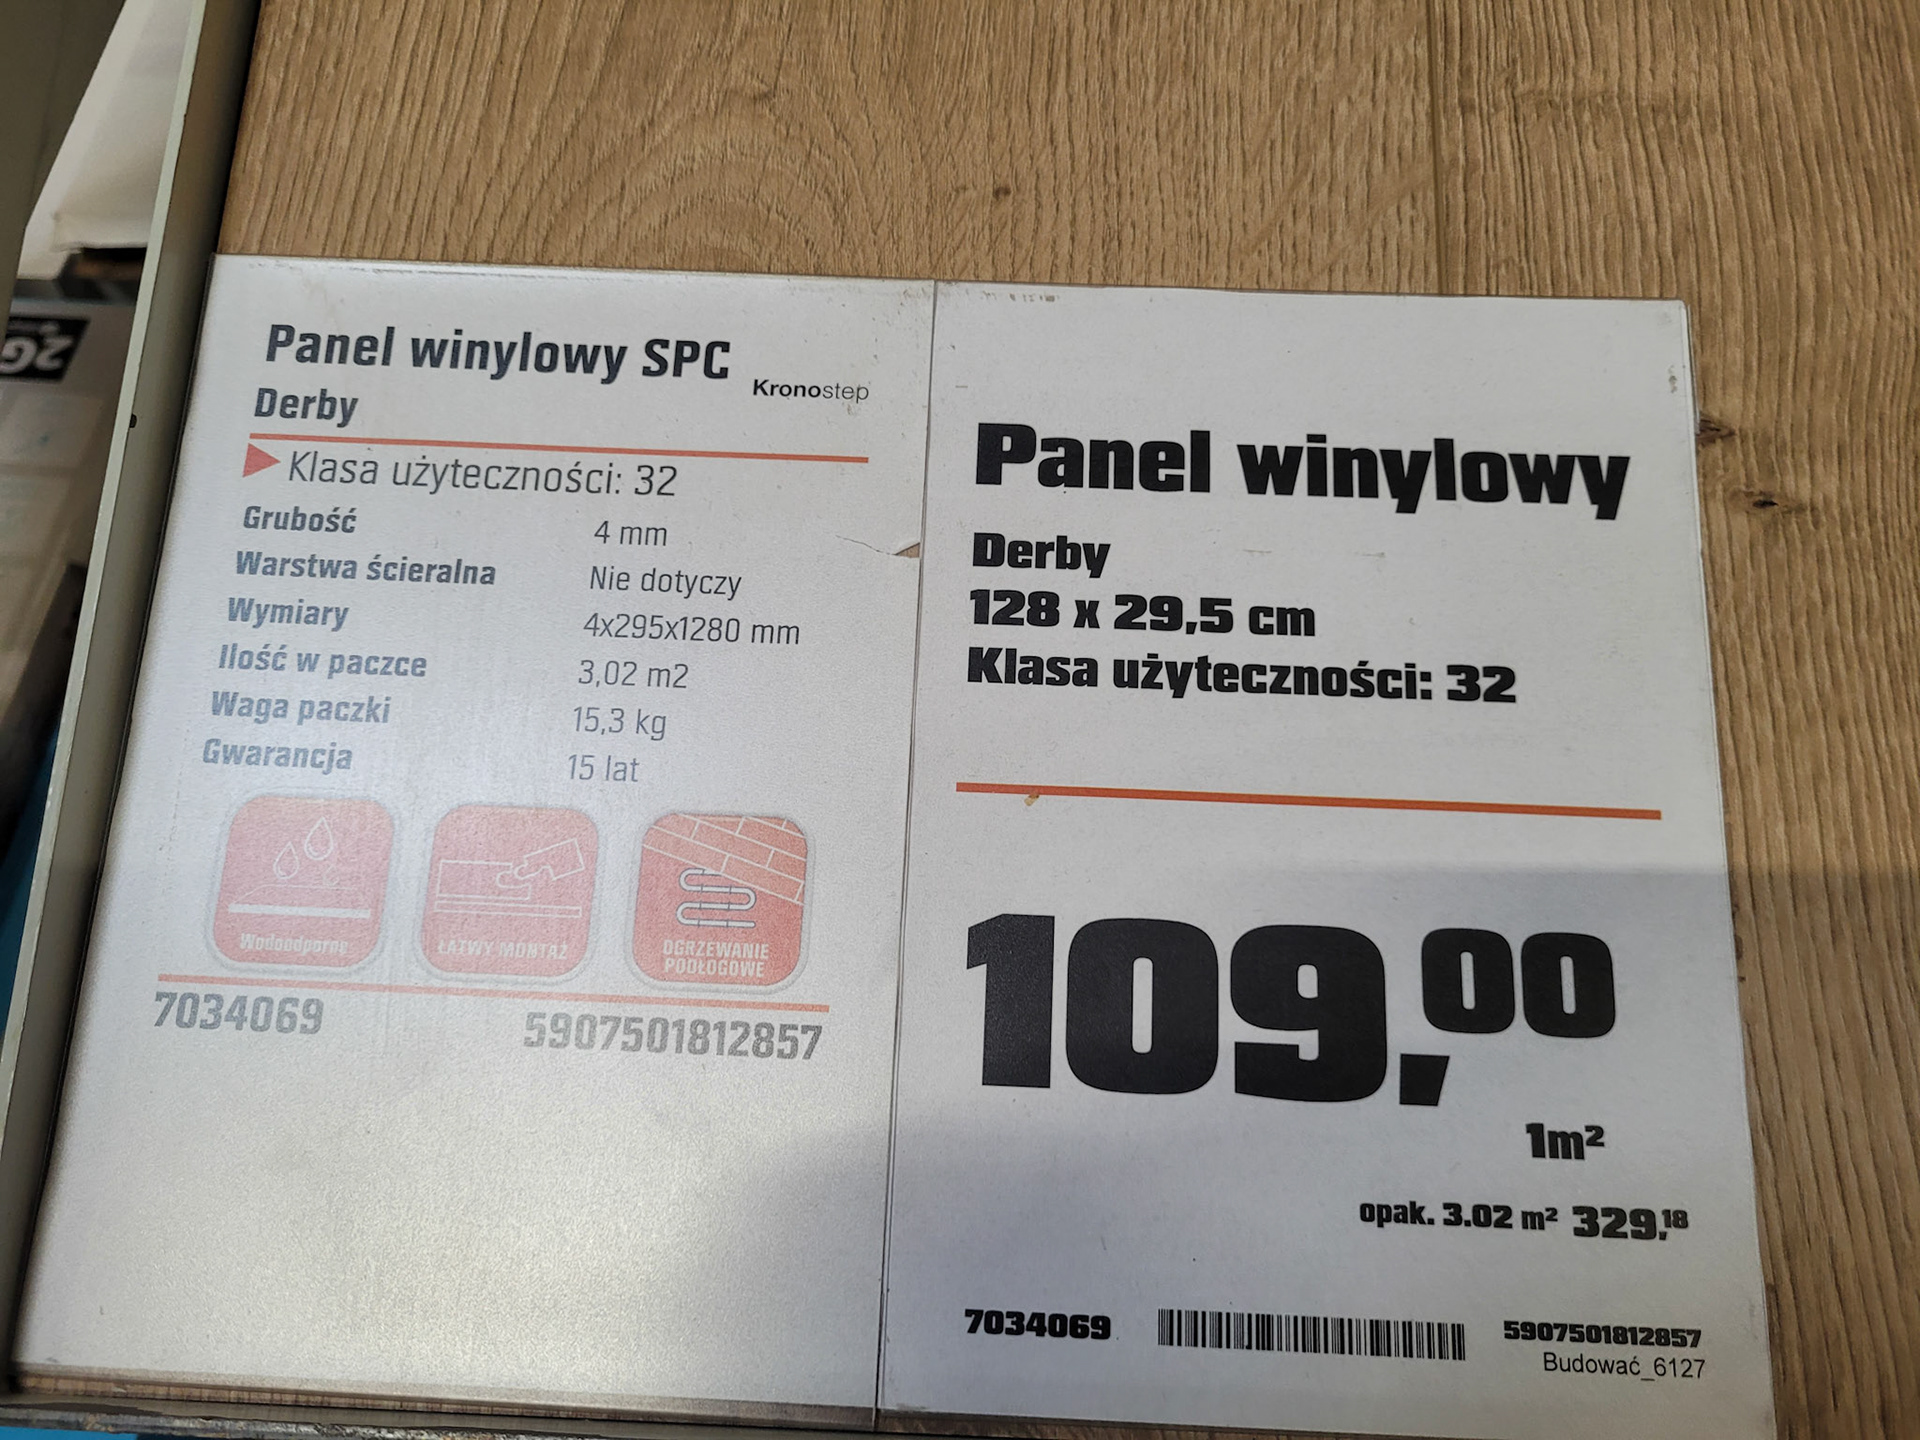 Panel winylowy SPC
Kronostep
Derby
Klasa użyteczności: 32
Grubość 4 mm
Warstwa ścieralna Nie dotyczy
Wymiary 4x295x1280 mm
Ilość w paczce 3,02 m2
Waga paczki 15,3 kg
Gwarancja 15 lat
Wodoodporne
ŁATWY MONTAŻ
OGRZEWANIE
PODŁOGOWE
7034069 5907501812857
Panel winylowy
Derby
128 x 29,5 cm
Klasa użyteczności: 32
109,00
1m²
opak. 3.02 m² 329,18
7034069 5907501812857
Budować_6127